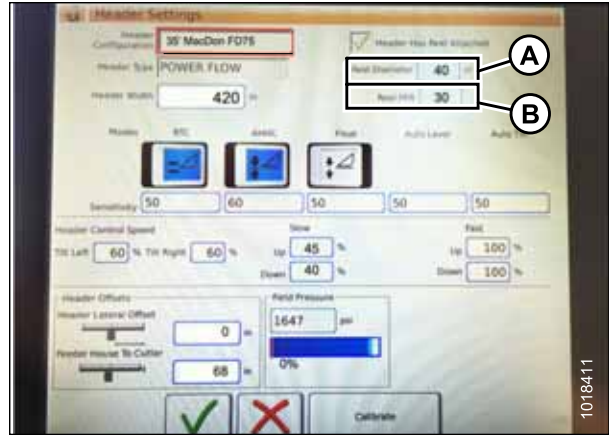 Header Settings
Header Configuration
35' MacDon FD75
Header Has Reel Attached
Header Type
POWER FLOW
Reel Diameter
40
A
Header Width
420
in
Reel PPR
30
B
Modes
RTC
AHHC
Float
Auto Level
Auto Tilt
Sensitivity
50
60
50
50
50
Header Control Speed
Tilt Left
60
%
Tilt Right
60
%
Slow
Up
45
%
Down
40
%
Fast
Up
100
%
Down
100
%
Header Offsets
Header Lateral Offset
0
in
Feeder House To Cutter
68
in
Field Pressure
1647
psi
0%
Calibrate
1018411